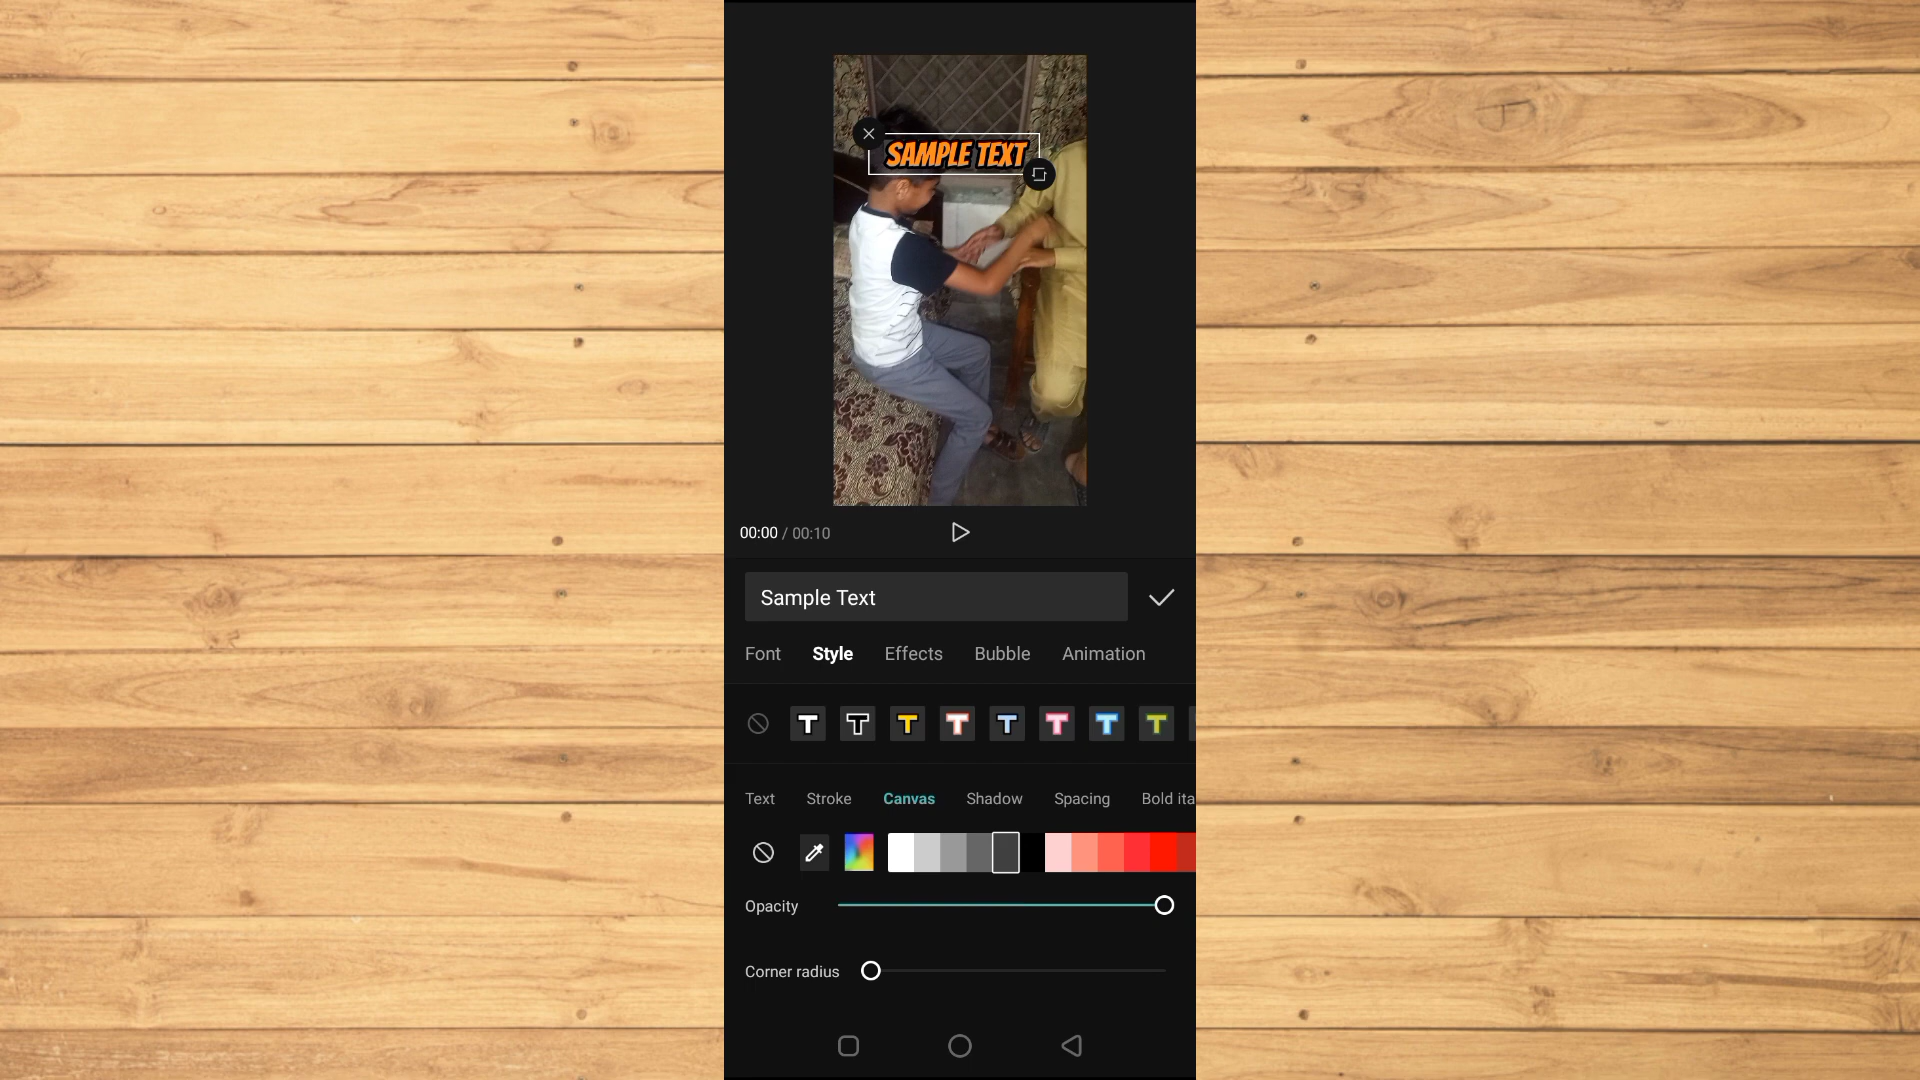 SAMPLE TEXT
00:00 / 00:10
Sample Text
Font Style Effects Bubble Animation
T T T T T T T T
Text Stroke Canvas Shadow Spacing Bold ita
Opacity
Corner radius